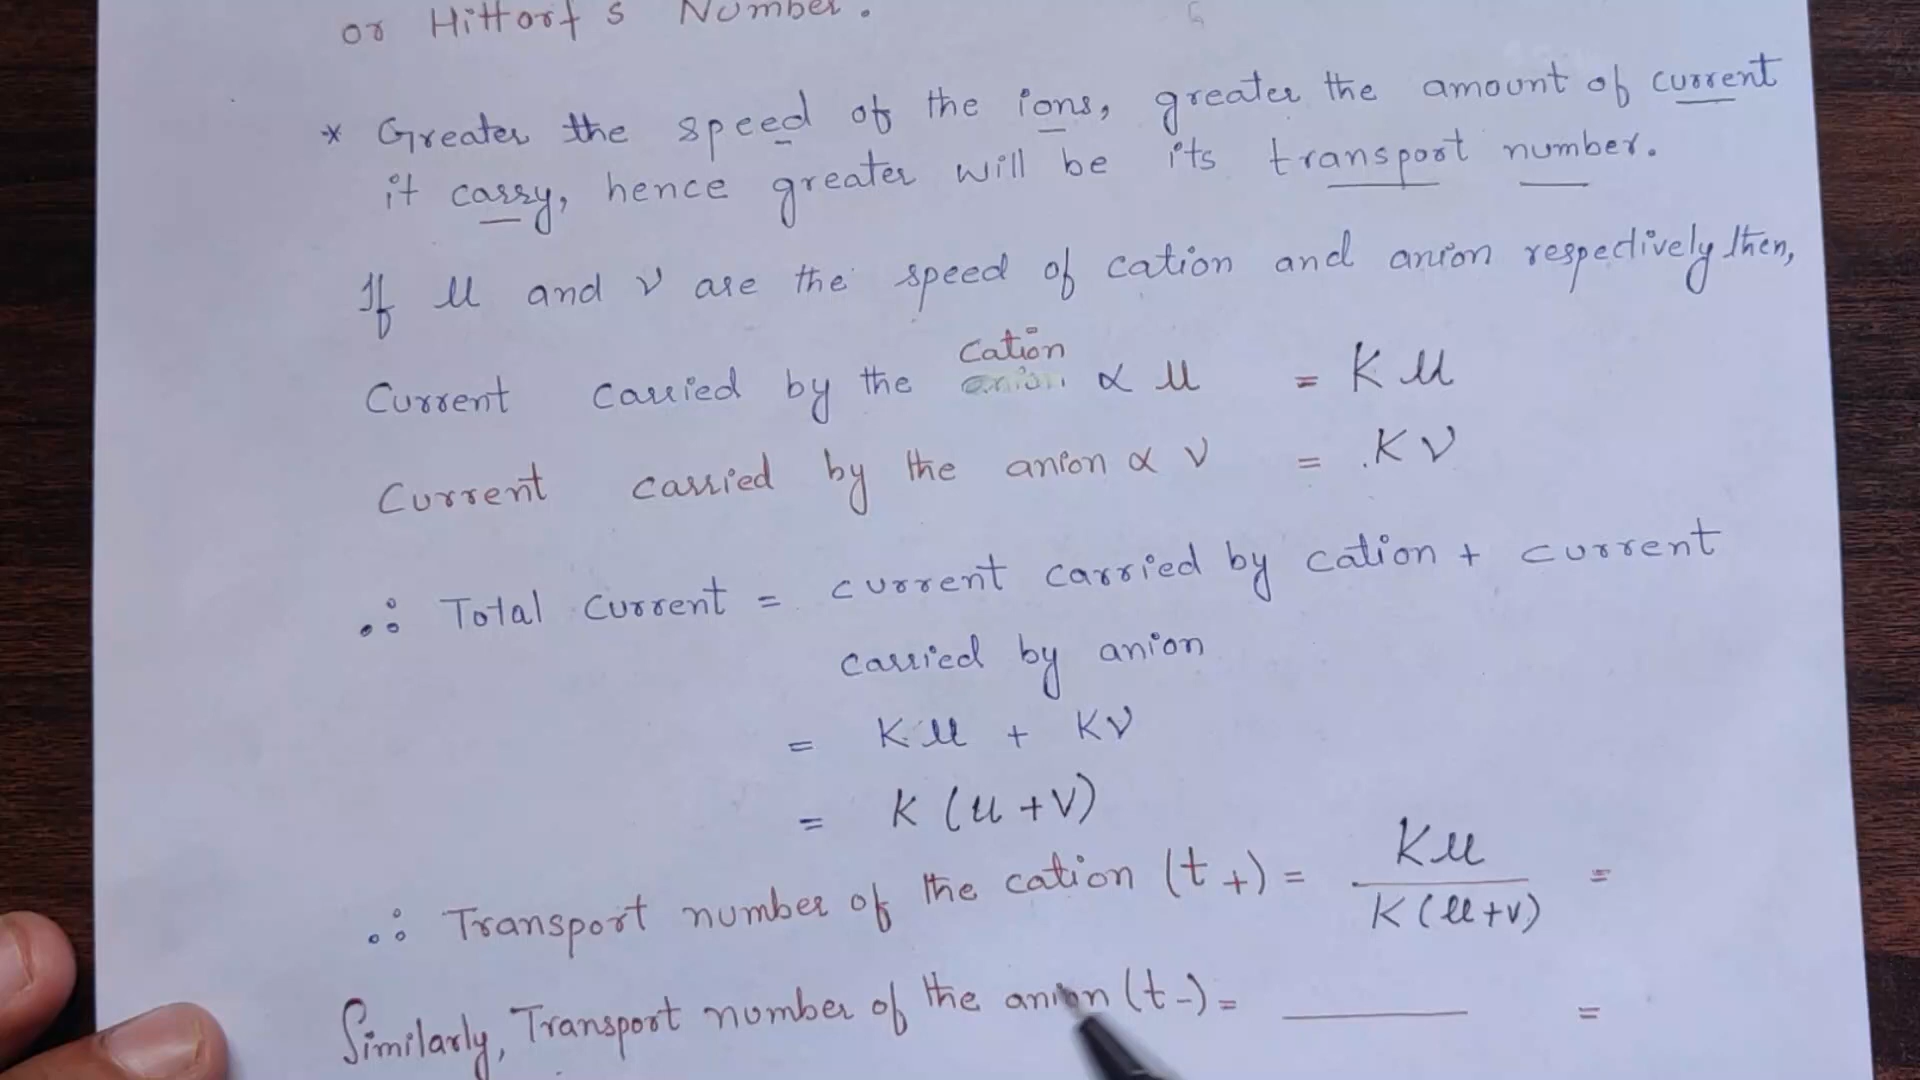 or Hittorf s Number.
* Greater the speed of the ions, greater the amount of current
it carry, hence greater will be its transport number.
If u and v are the speed of cation and anion respectively then,
Cation
Current carried by the anion ∝ u = K u
Current carried by the anion ∝ v = .K v
∴ Total current = current carried by cation + current
carried by anion
= K.u + Kv
= K (u + v)
∴ Transport number of the cation (t +) = Ku / K (u+v) =
Similarly, Transport number of the anion (t -) = ______ =